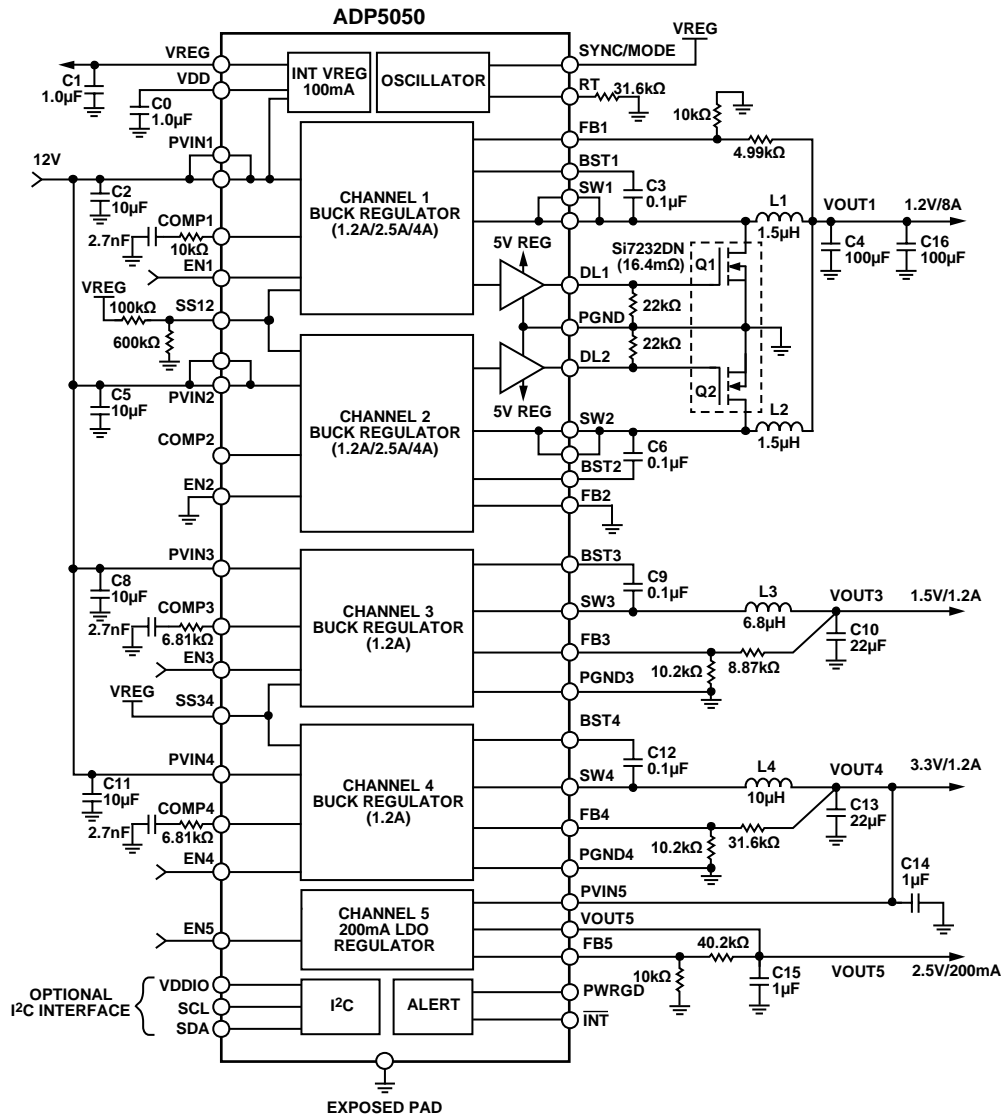 ADP5050
VREG
VREG
SYNC/MODE
C1
1.0µF
VDD
INT VREG
100mA
OSCILLATOR
C0
1.0µF
RT
31.6kΩ
10kΩ
FB1
4.99kΩ
PVIN1
12V
BST1
SW1
C2
10µF
CHANNEL 1
BUCK REGULATOR
(1.2A/2.5A/4A)
C3
0.1µF
L1
1.5µH
VOUT1
1.2V/8A
C4
100µF
C16
100µF
COMP1
2.7nF
10kΩ
EN1
5V REG
Si7232DN
(16.4mΩ)
Q1
DL1
VREG
100kΩ
SS12
22kΩ
PGND
600kΩ
22kΩ
DL2
PVIN2
5V REG
Q2
C5
10µF
CHANNEL 2
BUCK REGULATOR
(1.2A/2.5A/4A)
SW2
L2
1.5µH
COMP2
C6
0.1µF
BST2
EN2
FB2
PVIN3
BST3
C8
10µF
C9
0.1µF
COMP3
CHANNEL 3
BUCK REGULATOR
(1.2A)
SW3
L3
6.8µH
VOUT3
1.5V/1.2A
2.7nF
6.81kΩ
C10
22µF
EN3
FB3
10.2kΩ
8.87kΩ
VREG
SS34
PGND3
BST4
PVIN4
C12
0.1µF
C11
10µF
CHANNEL 4
BUCK REGULATOR
(1.2A)
SW4
L4
10µH
VOUT4
3.3V/1.2A
COMP4
C13
22µF
2.7nF
6.81kΩ
FB4
10.2kΩ
31.6kΩ
EN4
PGND4
C14
1µF
PVIN5
CHANNEL 5
200mA LDO
REGULATOR
VOUT5
EN5
FB5
40.2kΩ
10kΩ
C15
1µF
VOUT5
2.5V/200mA
OPTIONAL
I²C INTERFACE
VDDIO
SCL
SDA
I²C
ALERT
PWRGD
INT
EXPOSED PAD